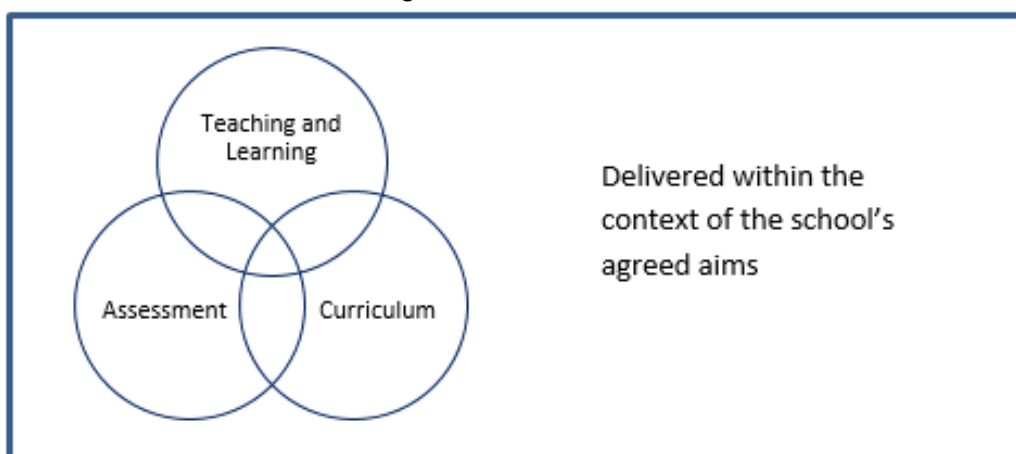 Teaching and
Learning
Assessment
Curriculum
Delivered within the
context of the school's
agreed aims